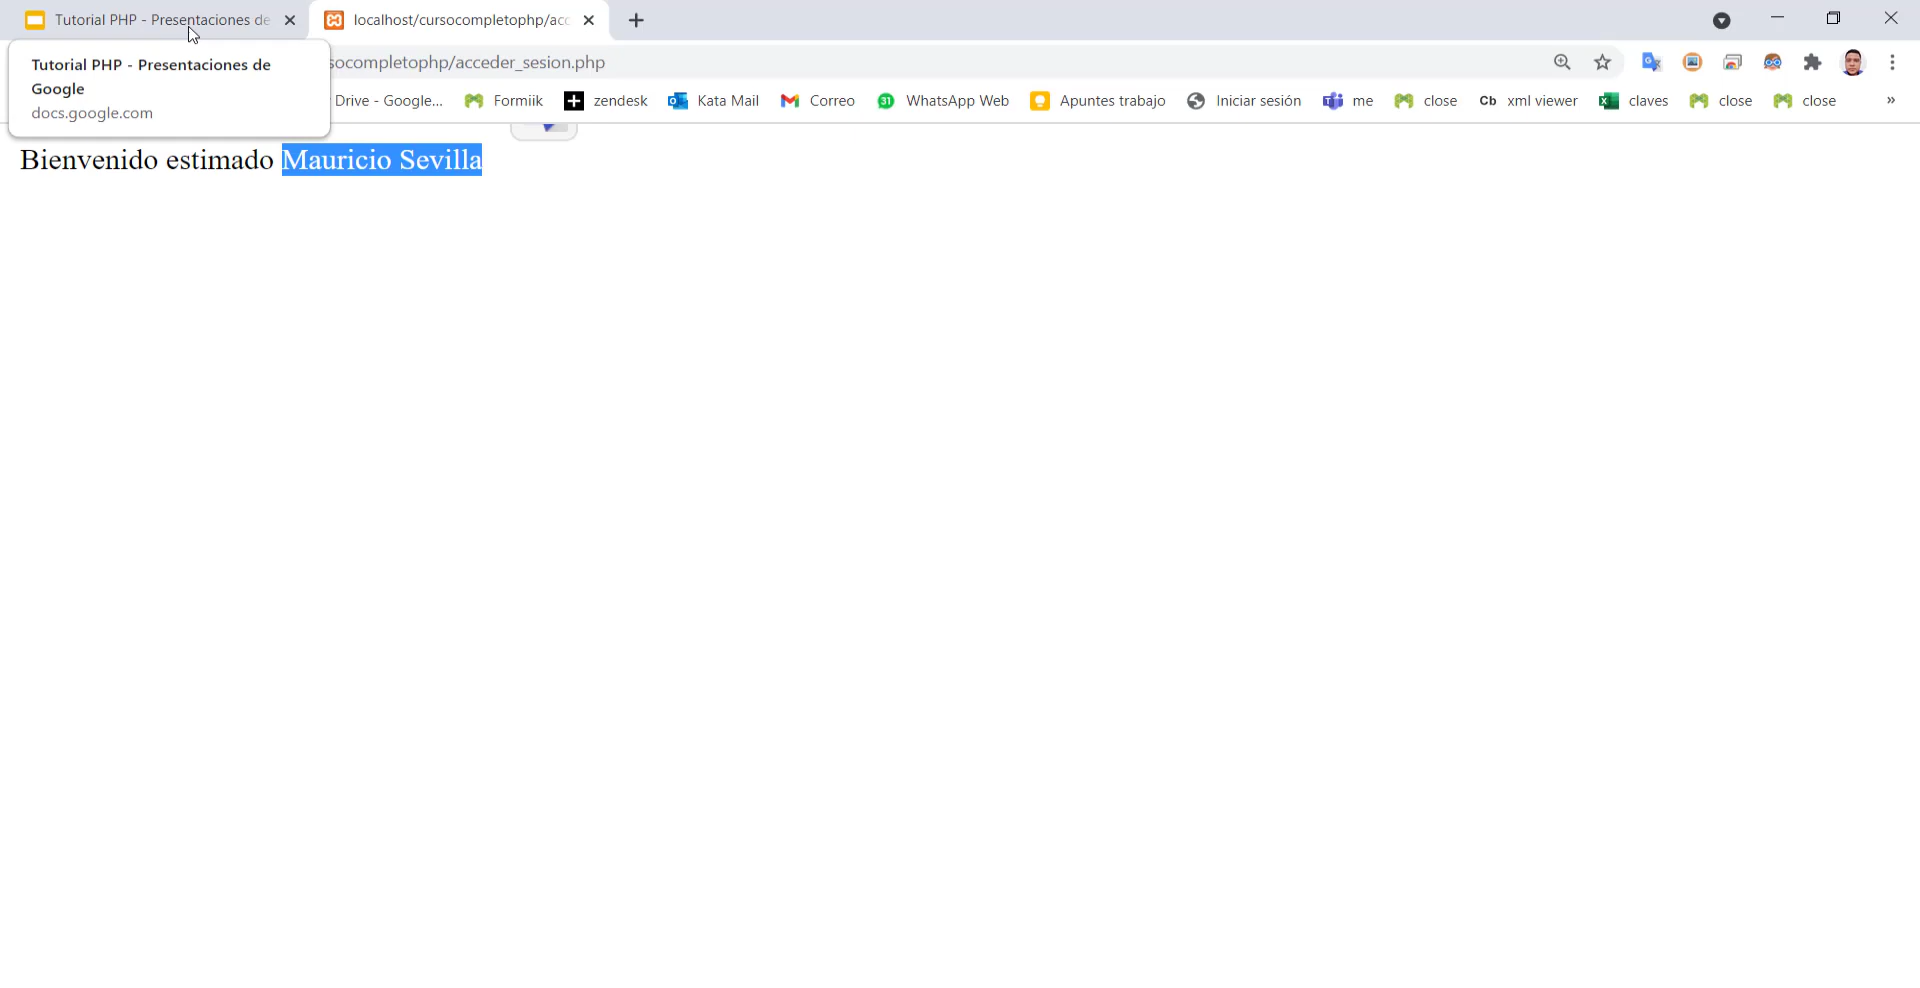 Tutorial PHP - Presentaciones de
localhost/cursocompletophp/acc
Tutorial PHP - Presentaciones de
Google
docs.google.com
socompletophp/acceder_sesion.php
Drive - Google...
Formiik
zendesk
Kata Mail
Correo
31
WhatsApp Web
Apuntes trabajo
Iniciar sesión
me
close
Cb
xml viewer
claves
close
close
»
Bienvenido estimado Mauricio Sevilla